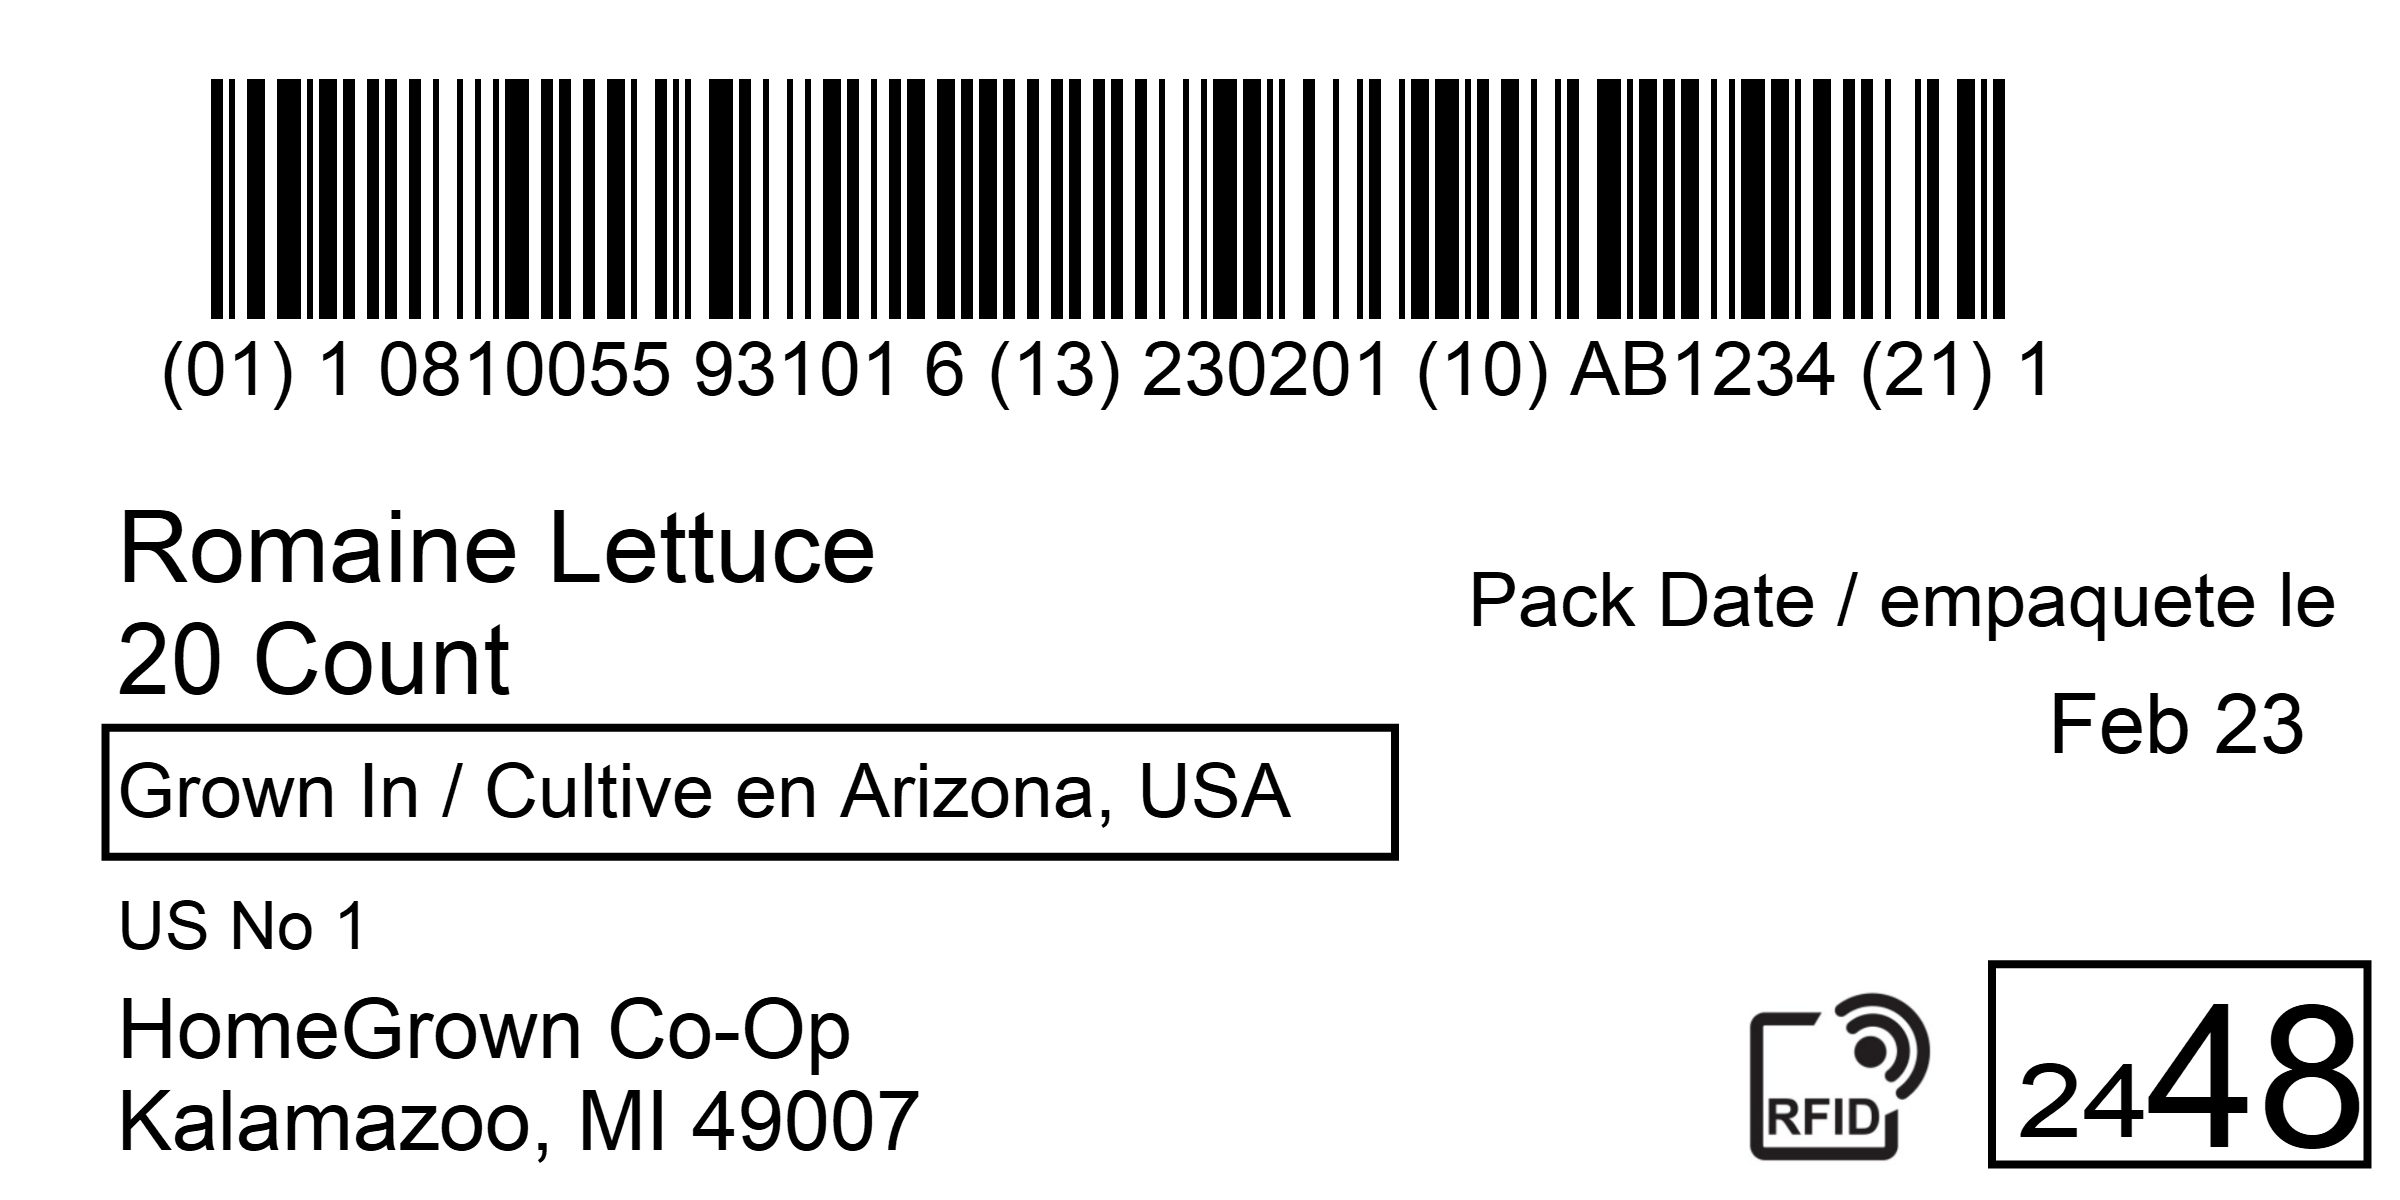 (01) 1 0810055 93101 6 (13) 230201 (10) AB1234 (21) 1
Romaine Lettuce
20 Count
Pack Date / empaquete le
Feb 23
Grown In / Cultive en Arizona, USA
US No 1
HomeGrown Co-Op
Kalamazoo, MI 49007
RFID
2448